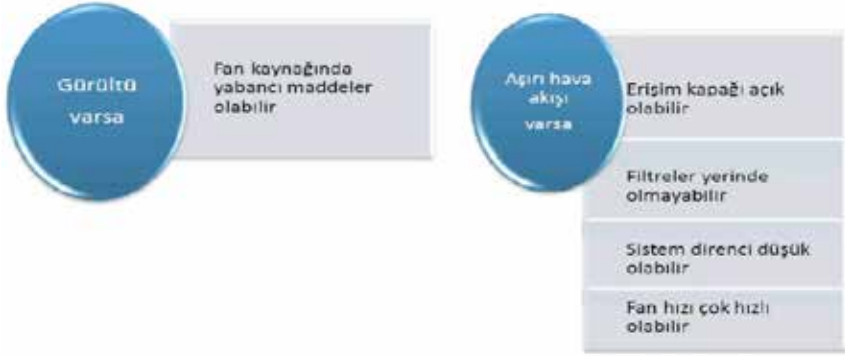 Gürültü
varsa
Fan kaynağında
yabancı maddeler
olabilir
Aşırı hava
akışı
varsa
Erişim kapağı açık
olabilir
Filtreler yerinde
olmayabilir
Sistem direnci düşük
olabilir
Fan hızı çok hızlı
olabilir